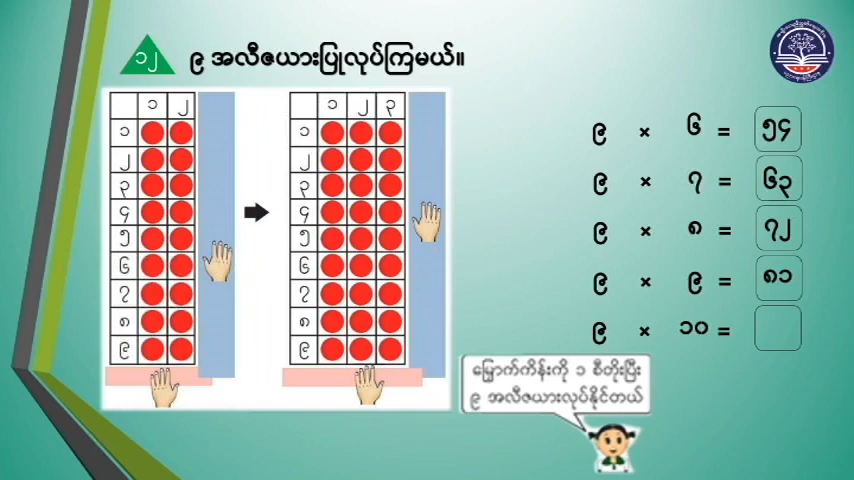 ၁၂ ၉ အလီဇယားပြုလုပ်ကြမယ်။
၁ ၂
၁
၂
၃
၄
၅
၆
၇
၈
၉
၁ ၂ ၃
၁
၂
၃
၄
၅
၆
၇
၈
၉
၉ × ၆ = ၅၄
၉ × ၇ = ၆၃
၉ × ၈ = ၇၂
၉ × ၉ = ၈၁
၉ × ၁၀ =
မြှောက်ကိန်းကို ၁ စီတိုးပြီး
၉ အလီဇယားလုပ်နိုင်တယ်